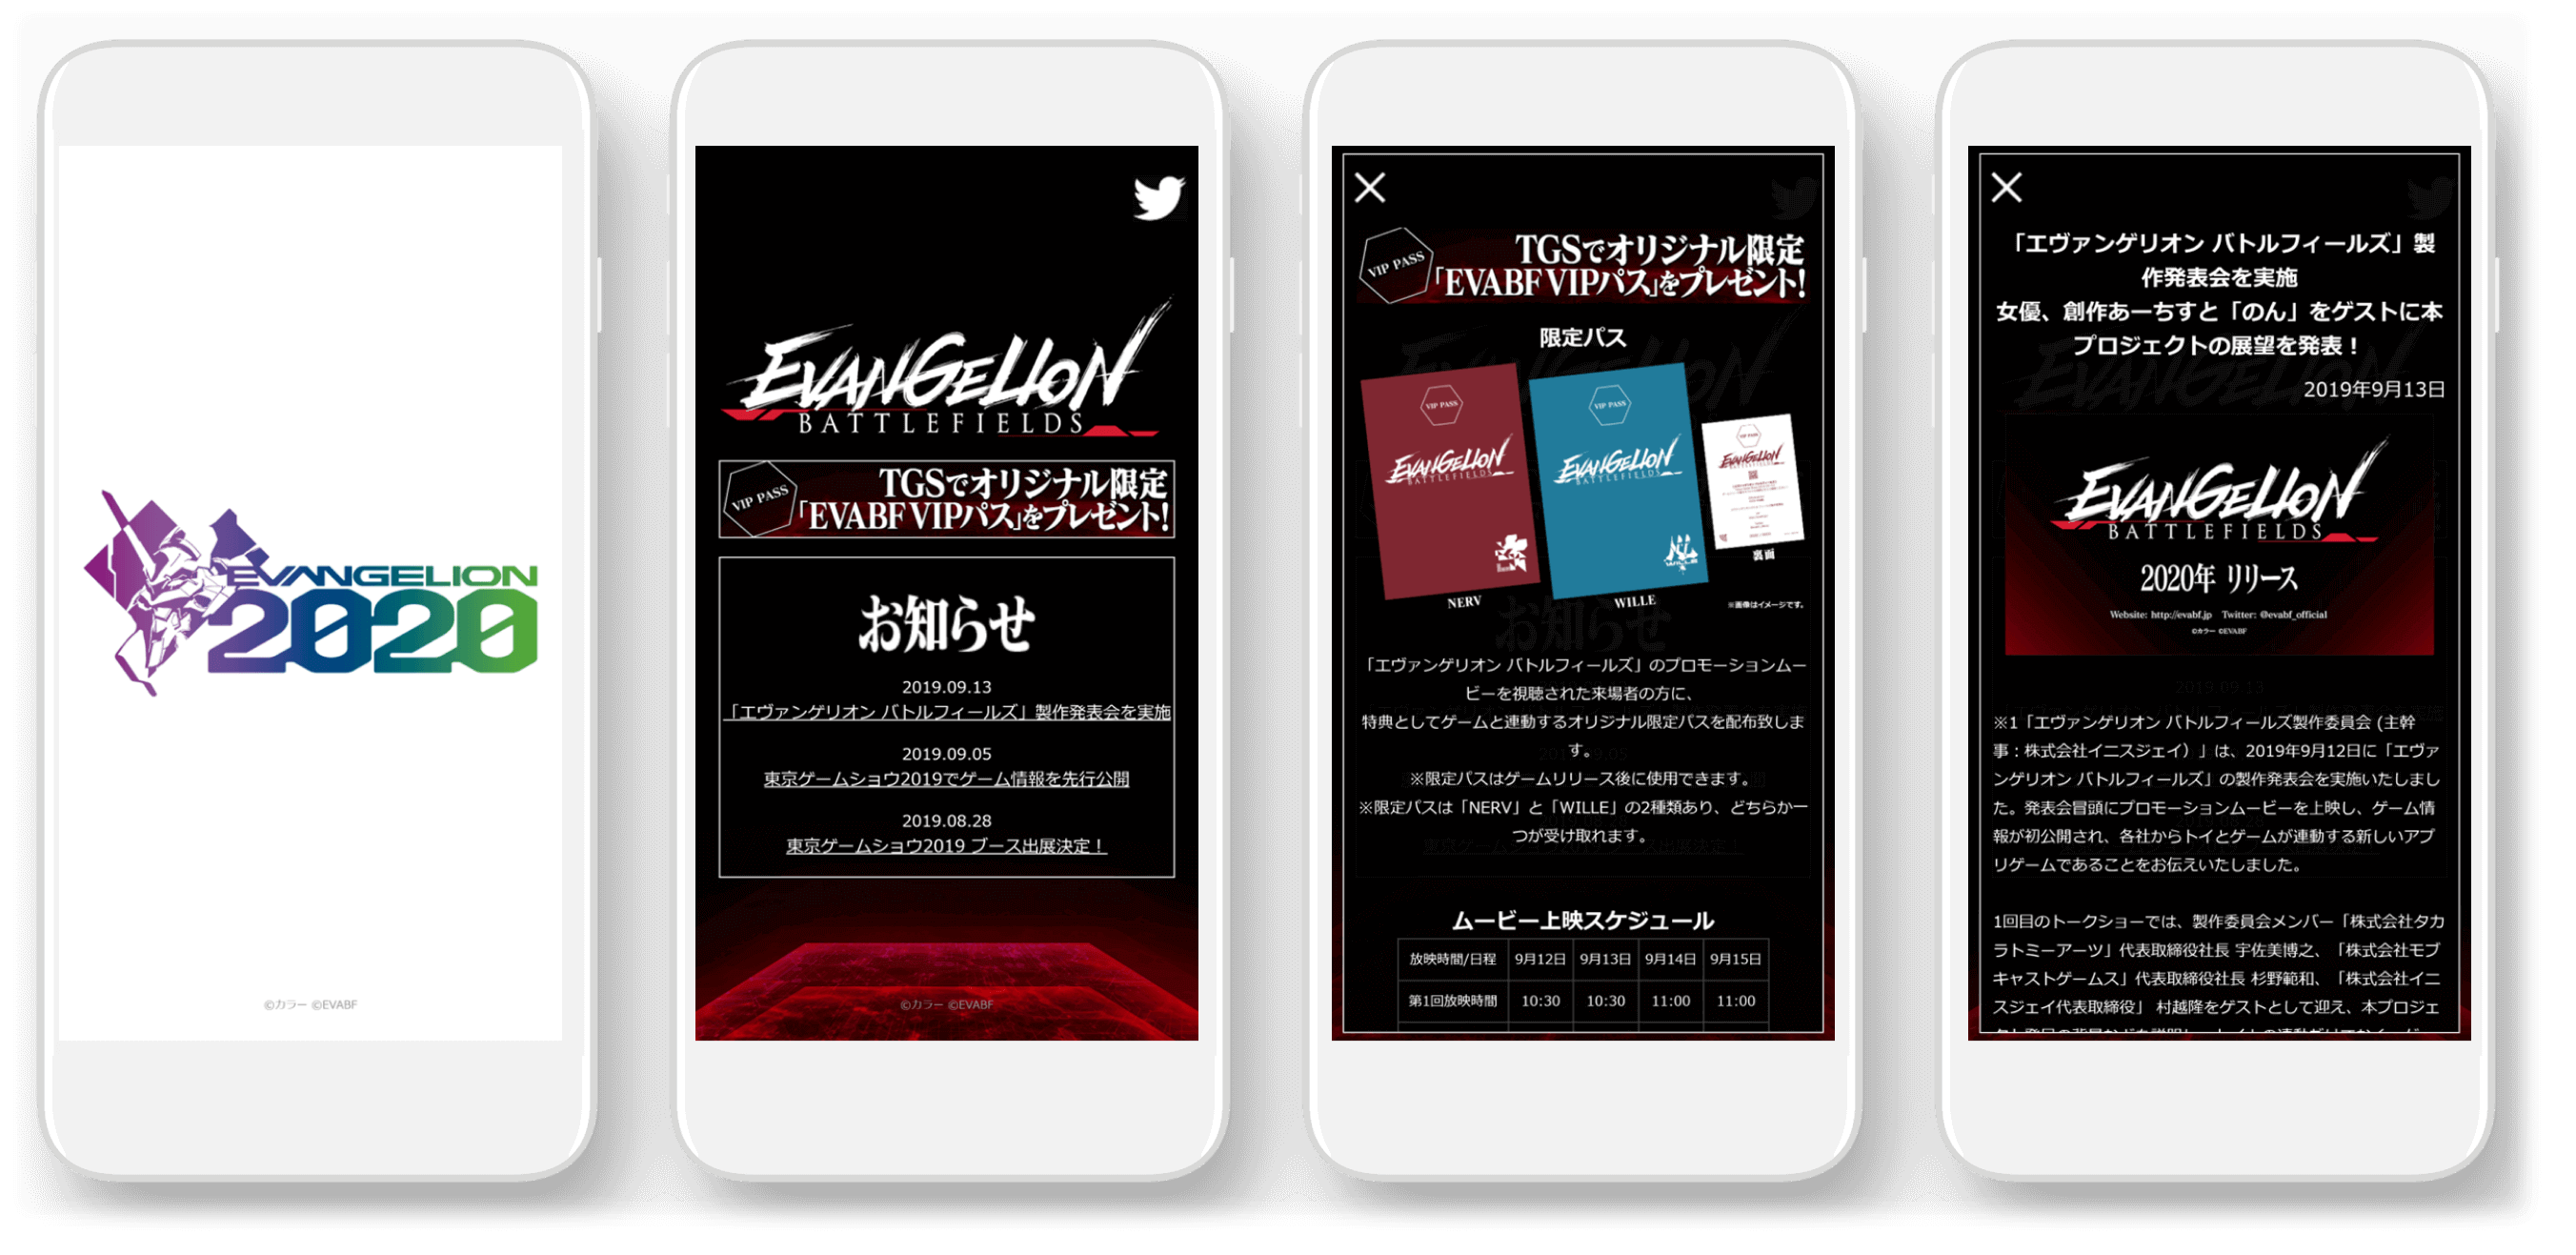 EVANGELION
2020
©カラー ©EVABF
EVANGELION
BATTLEFIELDS
VIP PASS
TGSでオリジナル限定
「EVABF VIPパス」をプレゼント!
お知らせ
2019.09.13
「エヴァンゲリオン バトルフィールズ」製作発表会を実施
2019.09.05
東京ゲームショウ2019でゲーム情報を先行公開
2019.08.28
東京ゲームショウ2019 ブース出展決定！
©カラー ©EVABF
VIP PASS
TGSでオリジナル限定
「EVABF VIPパス」をプレゼント!
限定パス
VIP PASS
EVANGELION
BATTLEFIELDS
NERV
VIP PASS
EVANGELION
BATTLEFIELDS
WILLE
WILLE
VIP PASS
EVANGELION
BATTLEFIELDS
裏面
※画像はイメージです。
「エヴァンゲリオン バトルフィールズ」のプロモーションムー
ビーを視聴された来場者の方に、
特典としてゲームと連動するオリジナル限定パスを配布致しま
す。
※限定パスはゲームリリース後に使用できます。
※限定パスは「NERV」と「WILLE」の2種類あり、どちらか一
つが受け取れます。
ムービー上映スケジュール
放映時間/日程 9月12日 9月13日 9月14日 9月15日
第1回放映時間 10:30 10:30 11:00 11:00
「エヴァンゲリオン バトルフィールズ」製
作発表会を実施
女優、創作あーちすと「のん」をゲストに本
プロジェクトの展望を発表！
2019年9月13日
EVANGELION
BATTLEFIELDS
2020年 リリース
Website: http://evabf.jp Twitter: @evabf_official
©カラー ©EVABF
※1「エヴァンゲリオン バトルフィールズ製作委員会 (主幹
事：株式会社イニスジェイ）」は、2019年9月12日に「エヴァ
ンゲリオン バトルフィールズ」の製作発表会を実施いたしまし
た。発表会冒頭にプロモーションムービーを上映し、ゲーム情
報が初公開され、各社からトイとゲームが連動する新しいアプ
リゲームであることをお伝えいたしました。
1回目のトークショーでは、製作委員会メンバー「株式会社タカ
ラトミーアーツ」代表取締役社長 宇佐美博之、「株式会社モブ
キャストゲームス」代表取締役社長 杉野範和、「株式会社イニ
スジェイ代表取締役」 村越隆をゲストとして迎え、本プロジェ